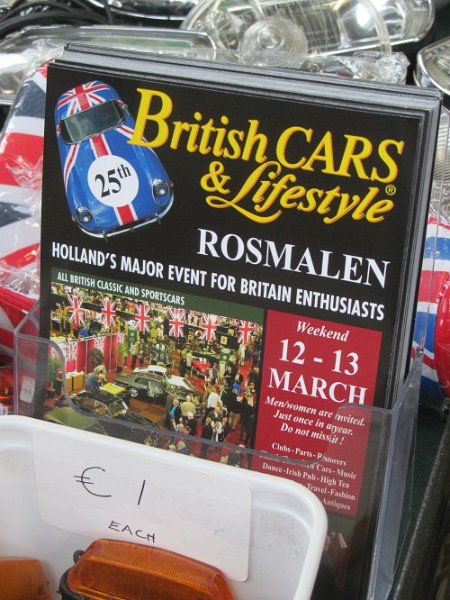 25th
British CARS
& Lifestyle®
ROSMALEN
HOLLAND'S MAJOR EVENT FOR BRITAIN ENTHUSIASTS
ALL BRITISH CLASSIC AND SPORTSCARS
Weekend
12 - 13
MARCH
Men/women are invited.
Just once in a year.
Do not miss it !
Clubs - Parts - Restorers
Cars - Music
Dance - Irish Pub - High Tea
Travel - Fashion
Antiques
€ 1
EACH